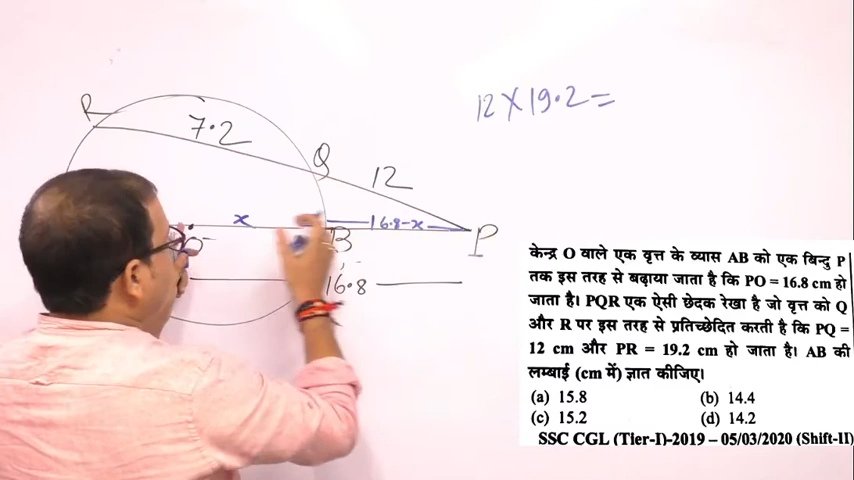 12 × 19.2 =
R
7.2
Q
12
x
16.8-x
B
P
16.8
केन्द्र O वाले एक वृत्त के व्यास AB को एक बिन्दु P
तक इस तरह से बढ़ाया जाता है कि PO = 16.8 cm हो
जाता है। PQR एक ऐसी छेदक रेखा है जो वृत्त को Q
और R पर इस तरह से प्रतिच्छेदित करती है कि PQ =
12 cm और PR = 19.2 cm हो जाता है। AB की
लम्बाई (cm में) ज्ञात कीजिए।
(a) 15.8 (b) 14.4
(c) 15.2 (d) 14.2
SSC CGL (Tier-I)-2019 – 05/03/2020 (Shift-II)